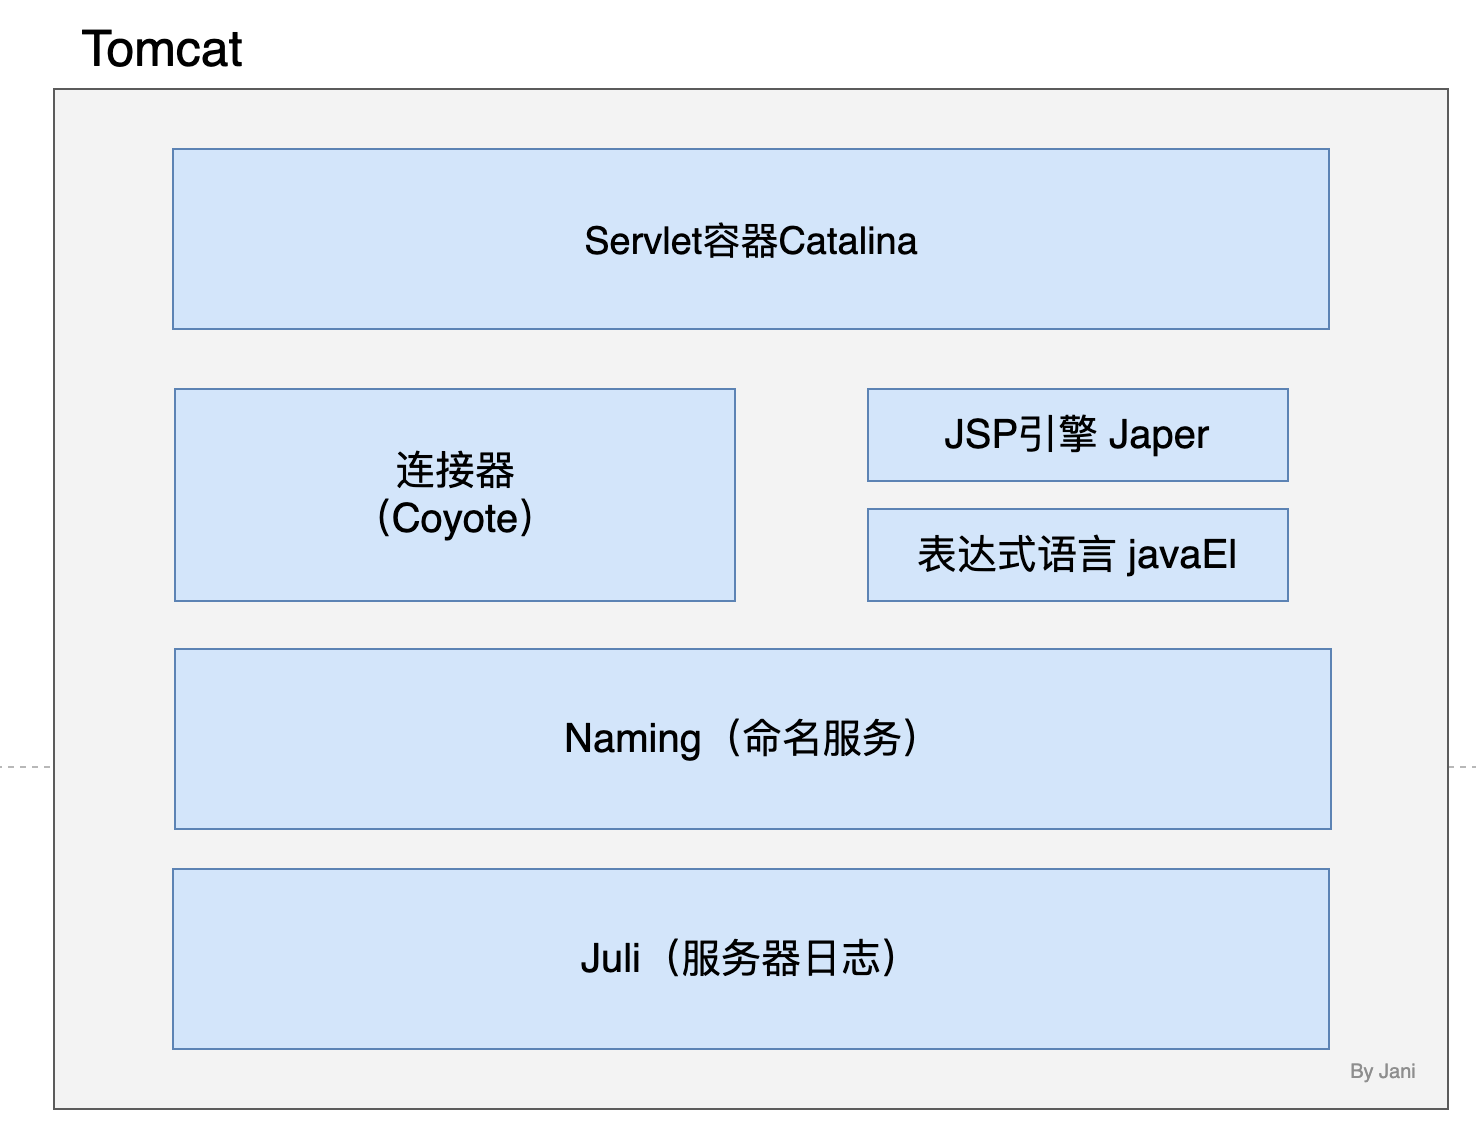 Tomcat
Servlet容器Catalina
连接器
（Coyote）
JSP引擎 Japer
表达式语言 javaEl
Naming（命名服务）
Juli（服务器日志）
By Jani